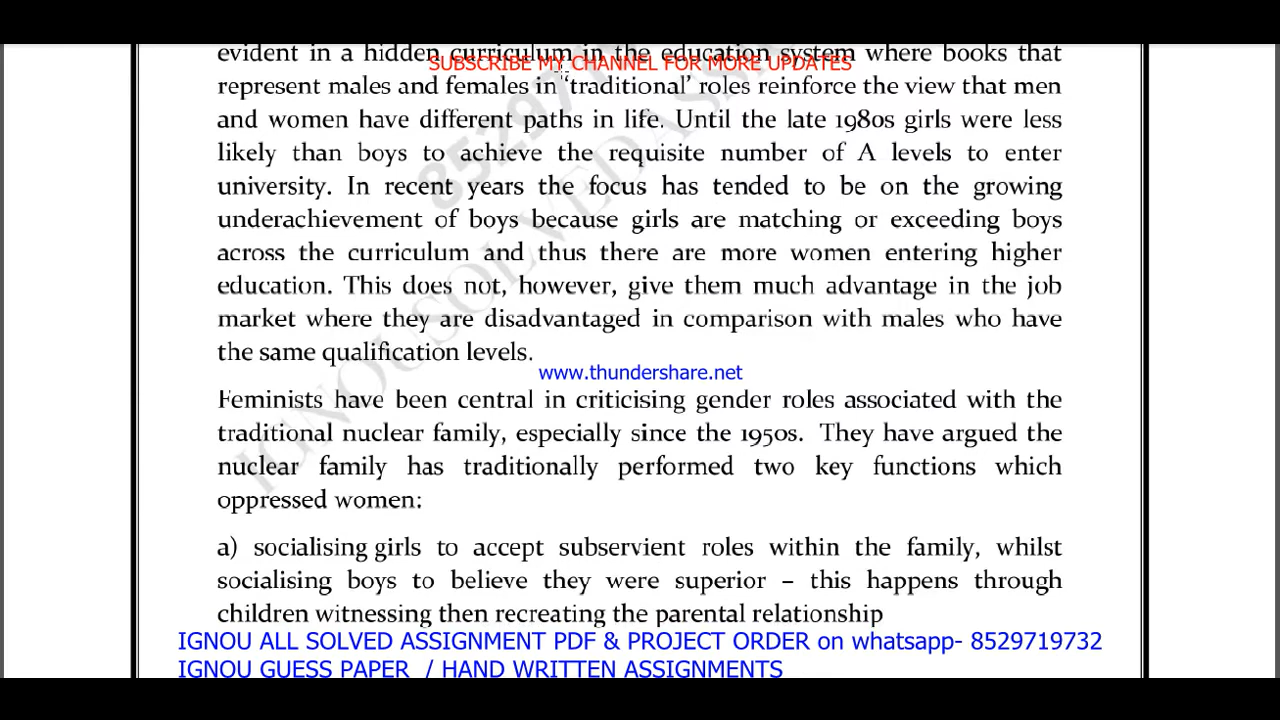 evident in a hidden curriculum in the education system where books that
SUBSCRIBE MY CHANNEL FOR MORE UPDATES
represent males and females in ‘traditional’ roles reinforce the view that men
and women have different paths in life. Until the late 1980s girls were less
likely than boys to achieve the requisite number of A levels to enter
university. In recent years the focus has tended to be on the growing
underachievement of boys because girls are matching or exceeding boys
across the curriculum and thus there are more women entering higher
education. This does not, however, give them much advantage in the job
market where they are disadvantaged in comparison with males who have
the same qualification levels.
www.thundershare.net
Feminists have been central in criticising gender roles associated with the
traditional nuclear family, especially since the 1950s. They have argued the
nuclear family has traditionally performed two key functions which
oppressed women:
a) socialising girls to accept subservient roles within the family, whilst
socialising boys to believe they were superior – this happens through
children witnessing then recreating the parental relationship
IGNOU ALL SOLVED ASSIGNMENT PDF & PROJECT ORDER on whatsapp- 8529719732
IGNOU GUESS PAPER / HAND WRITTEN ASSIGNMENTS